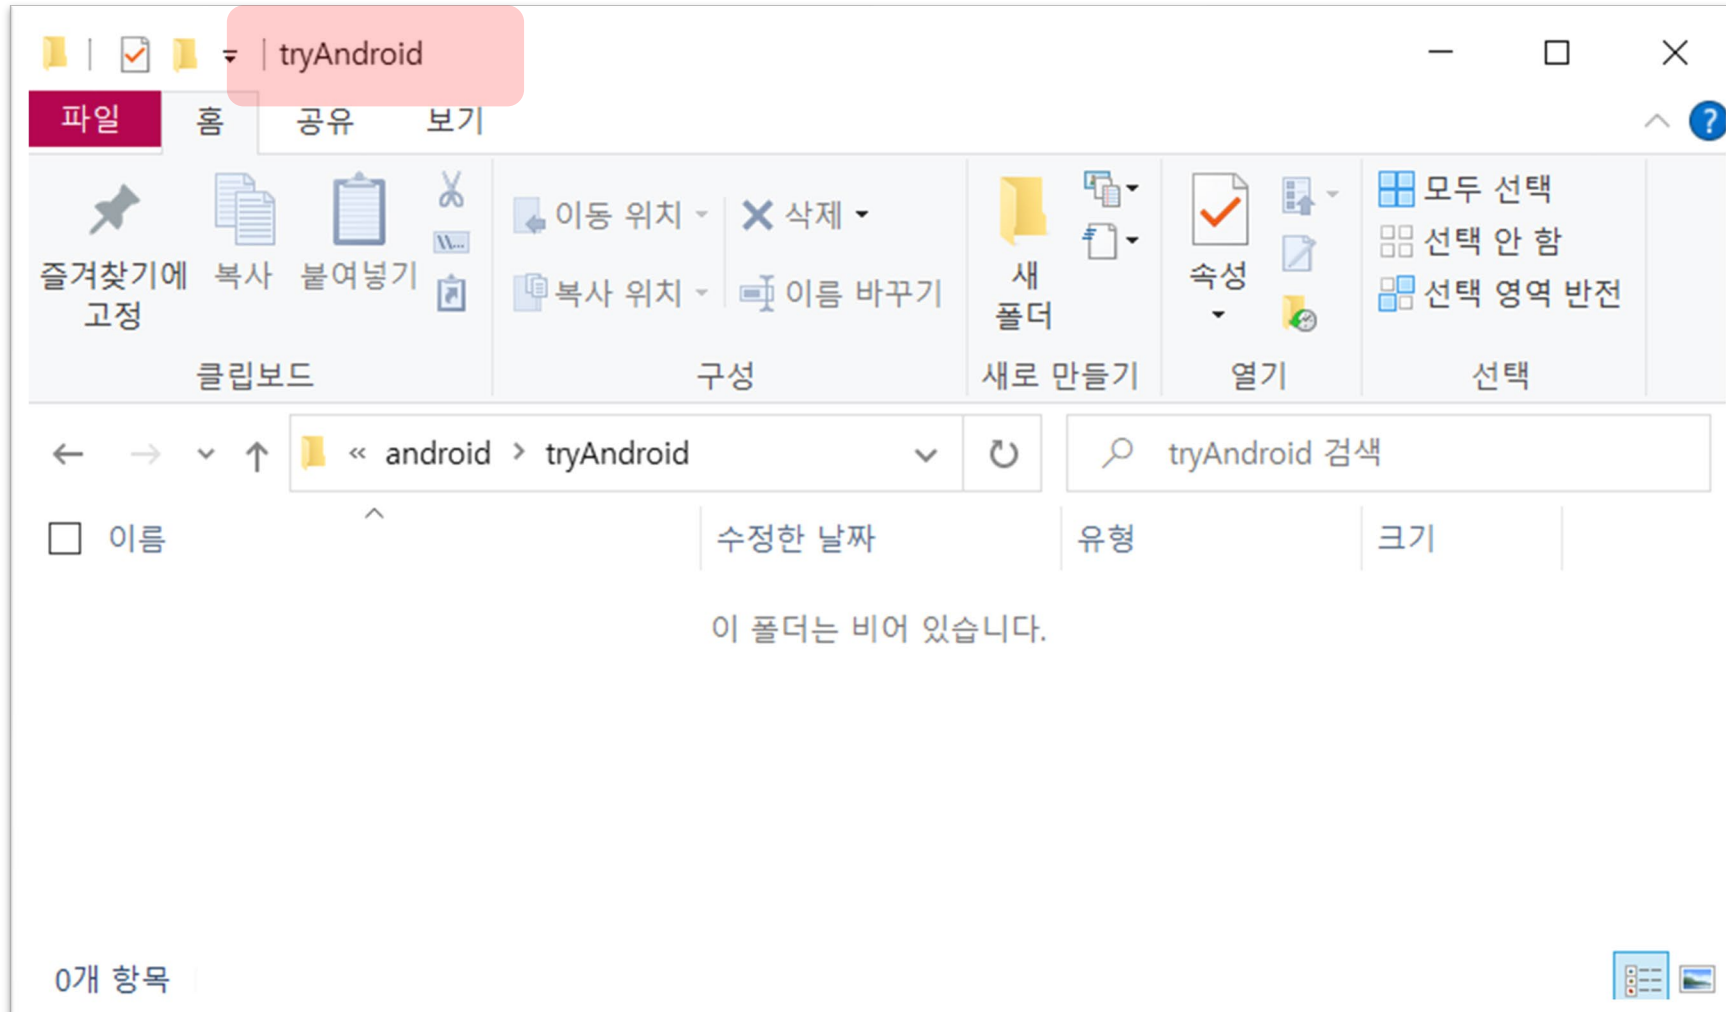 tryAndroid
파일 홈 공유 보기
즐겨찾기에 고정
복사
붙여넣기
이동 위치
복사 위치
삭제
이름 바꾸기
새 폴더
속성
모두 선택
선택 안 함
선택 영역 반전
클립보드 구성 새로 만들기 열기 선택
« android > tryAndroid
tryAndroid 검색
이름 수정한 날짜 유형 크기
이 폴더는 비어 있습니다.
0개 항목